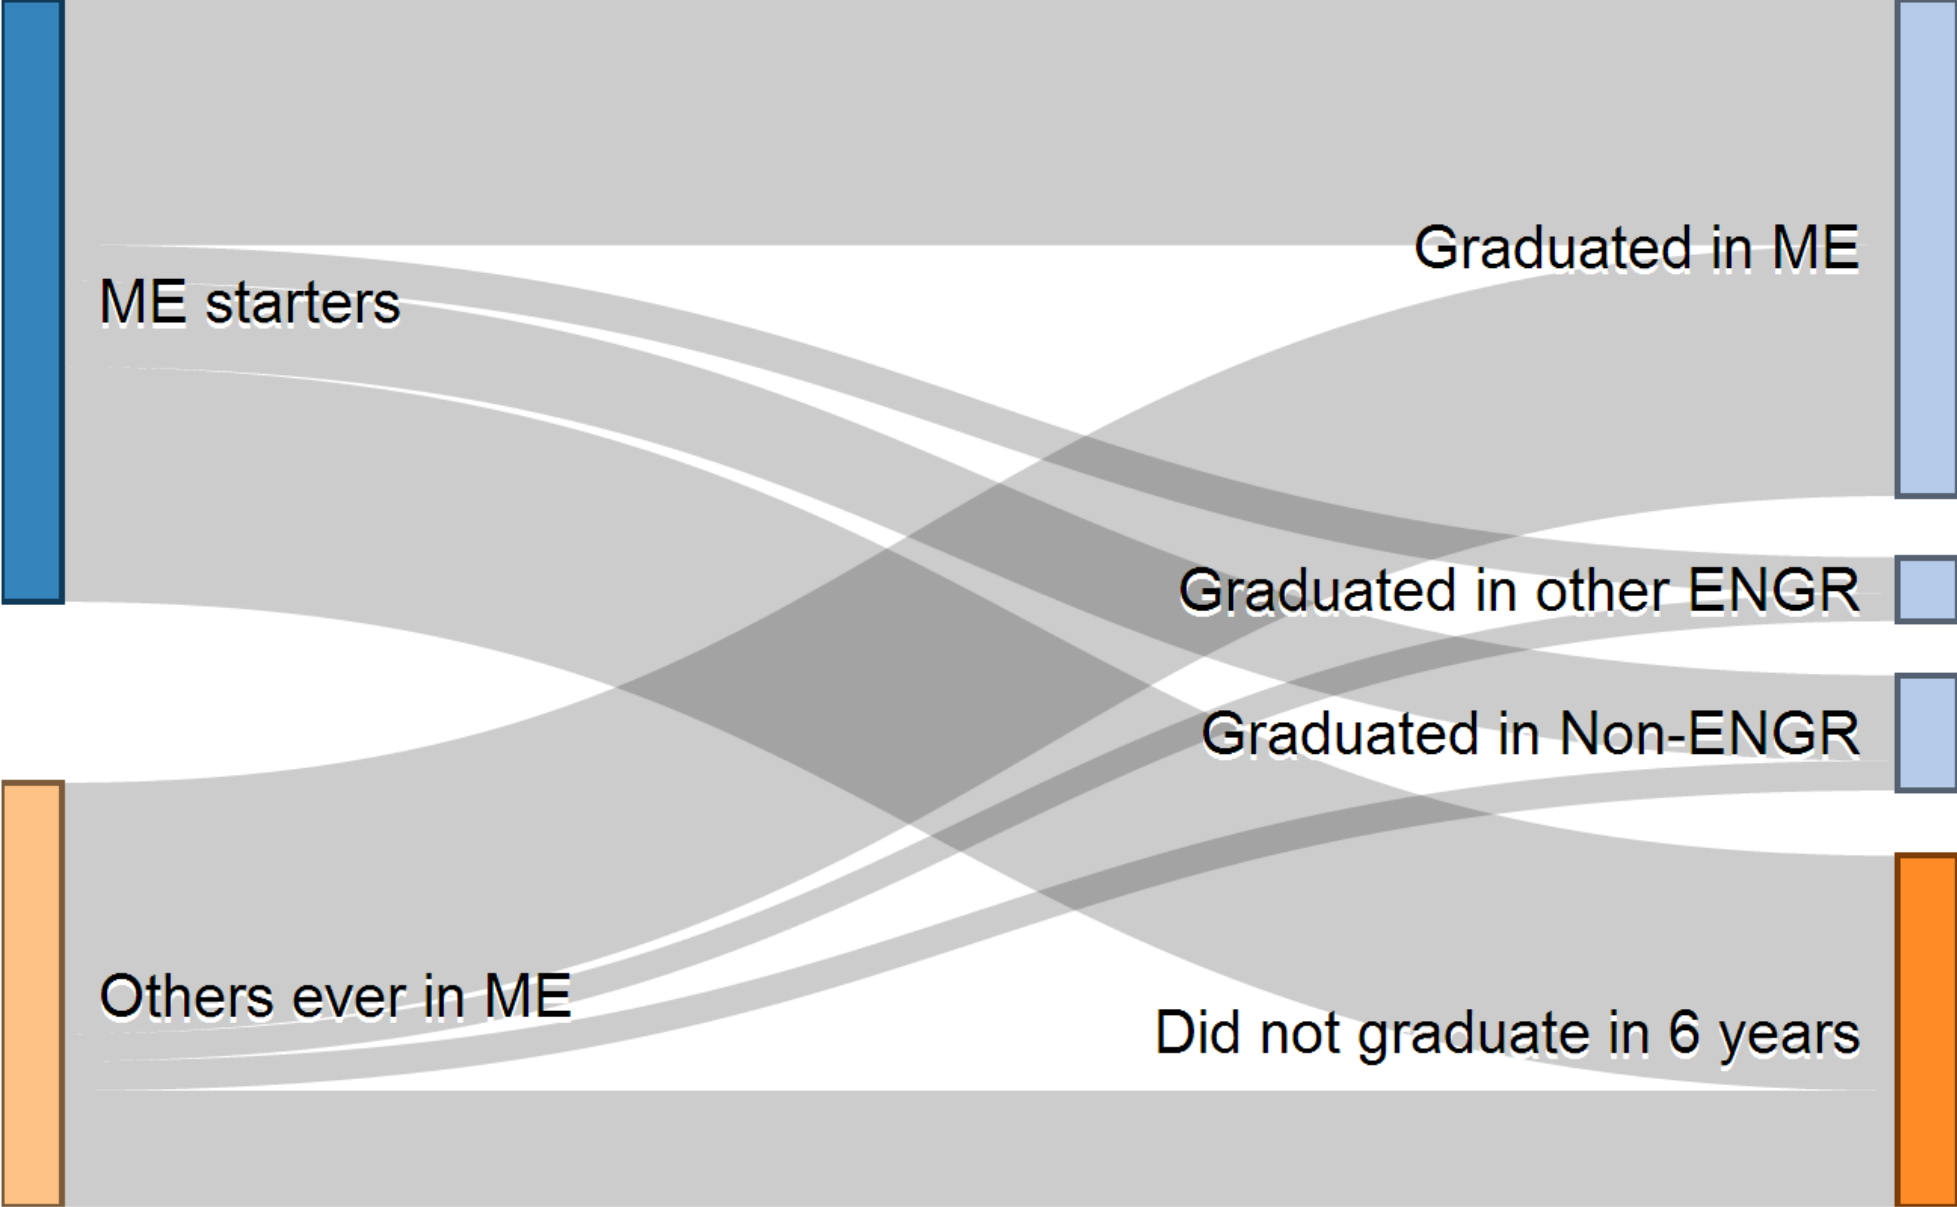 Graduated in ME
ME starters
Graduated in other ENGR
Graduated in Non-ENGR
Others ever in ME
Did not graduate in 6 years